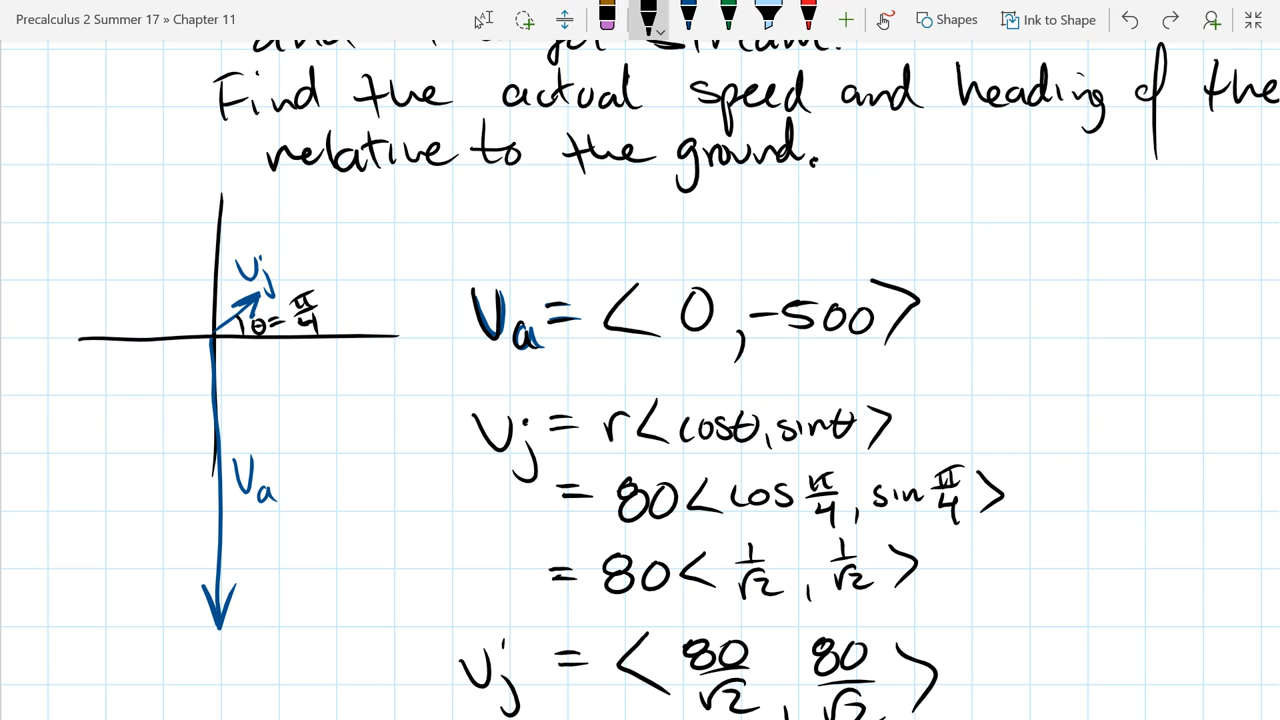 Precalculus 2 Summer 17 » Chapter 11
Shapes
Ink to Shape
Find the actual speed and heading of the
relative to the ground.
Vj
θ = π/4
Va = < 0, -500 >
Vj = r< cosθ, sinθ >
= 80< cos π/4, sin π/4 >
Va
= 80< 1/√2, 1/√2 >
Vj = < 80/√2, 80/√2 >